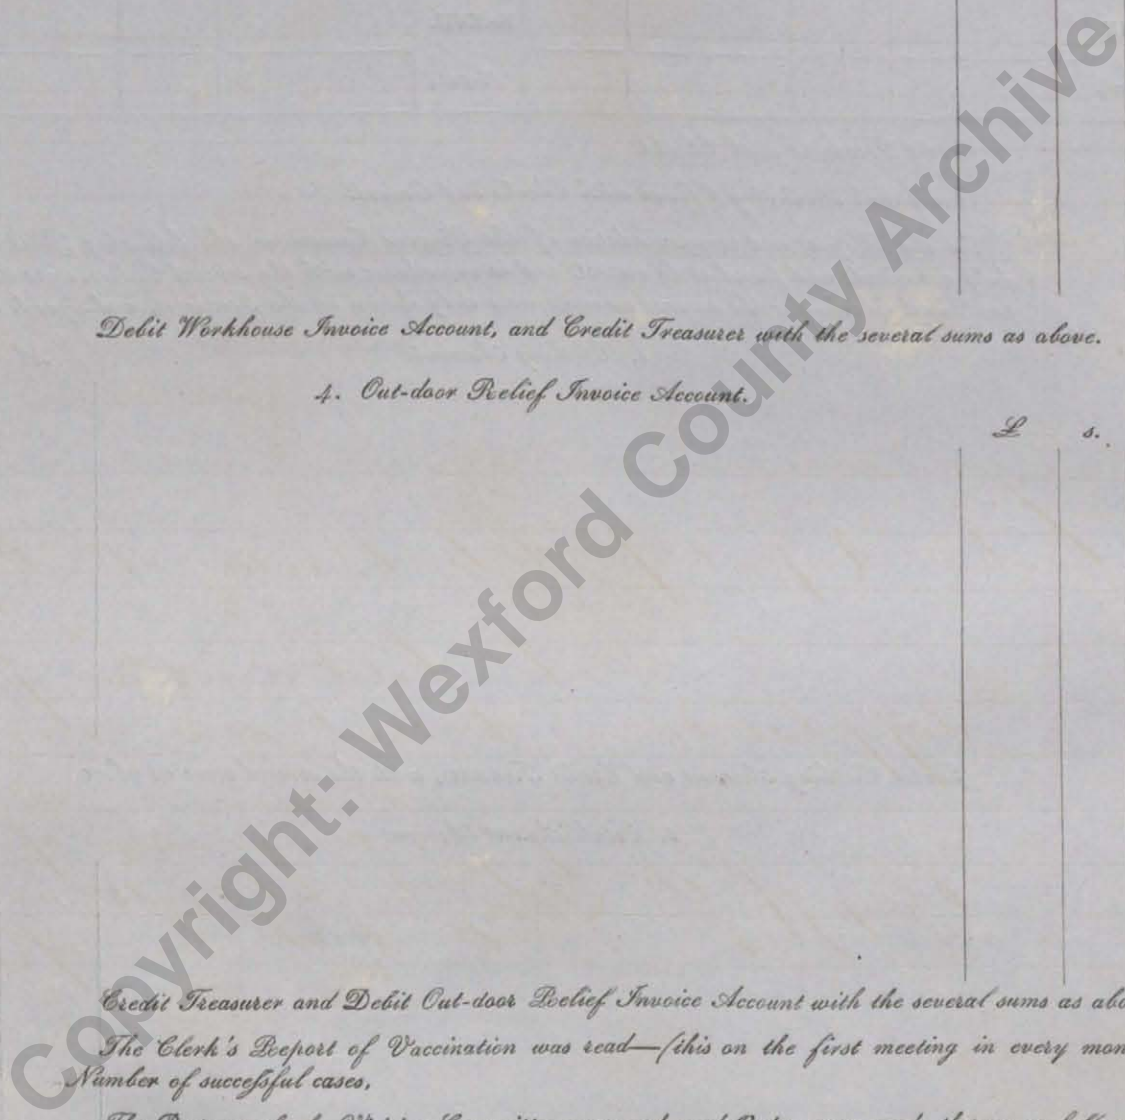 Debit Workhouse Invoice Account, and Credit Treasurer with the several sums as above.
4. Out-door Relief Invoice Account.
£ s.
Credit Treasurer and Debit Out-door Relief Invoice Account with the several sums as abo
The Clerk's Report of Vaccination was read—(this on the first meeting in every mon
Number of successful cases,
Copyright: Wexford County Archive